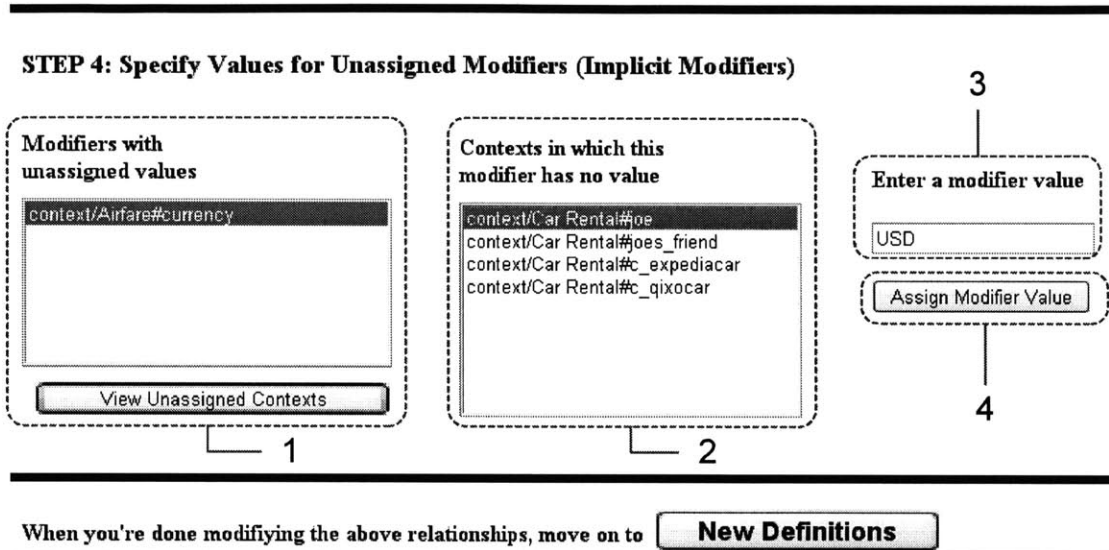 STEP 4: Specify Values for Unassigned Modifiers (Implicit Modifiers)
3
Modifiers with
unassigned values
context/Airfare#currency
View Unassigned Contexts
1
Contexts in which this
modifier has no value
context/Car Rental#joe
context/Car Rental#joes_friend
context/Car Rental#c_expediacar
context/Car Rental#c_qixocar
2
Enter a modifier value
USD
Assign Modifier Value
4
When you're done modifiying the above relationships, move on to New Definitions